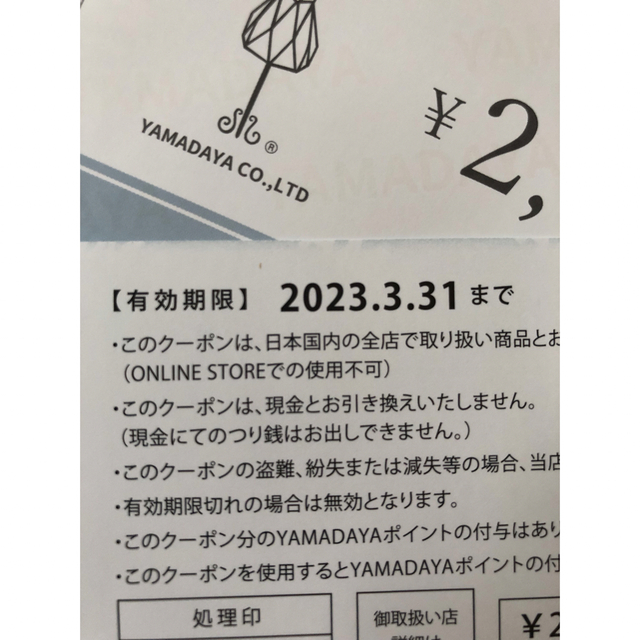 YAMADAYA CO.,LTD
®
¥2,
【有効期限】 2023.3.31 まで
・このクーポンは、日本国内の全店で取り扱い商品とお
（ONLINE STOREでの使用不可）
・このクーポンは、現金とお引き換えいたしません。
（現金にてのつり銭はお出しできません。）
・このクーポンの盗難、紛失または減失等の場合、当店
・有効期限切れの場合は無効となります。
・このクーポン分のYAMADAYAポイントの付与はあり
・このクーポンを使用するとYAMADAYAポイントの付
処理印
御取扱い店
詳細は
¥2